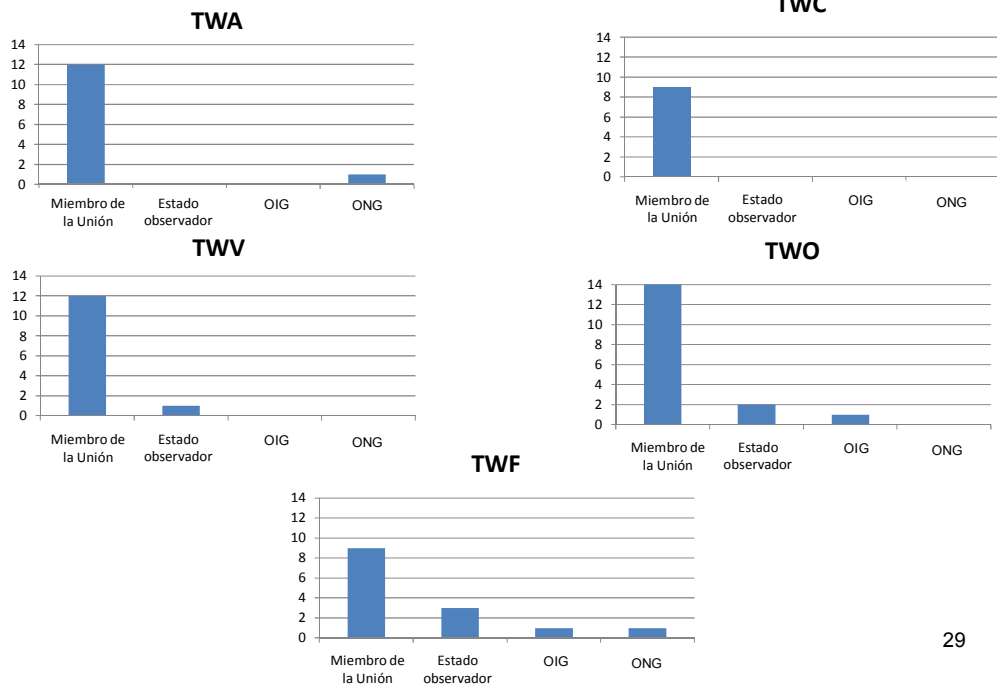 TWA
14
12
10
8
6
4
2
0
Miembro de la Unión
Estado observador
OIG
ONG
TWC
14
12
10
8
6
4
2
0
Miembro de la Unión
Estado observador
OIG
ONG
TWV
14
12
10
8
6
4
2
0
Miembro de la Unión
Estado observador
OIG
ONG
TWO
14
12
10
8
6
4
2
0
Miembro de la Unión
Estado observador
OIG
ONG
TWF
14
12
10
8
6
4
2
0
Miembro de la Unión
Estado observador
OIG
ONG
29